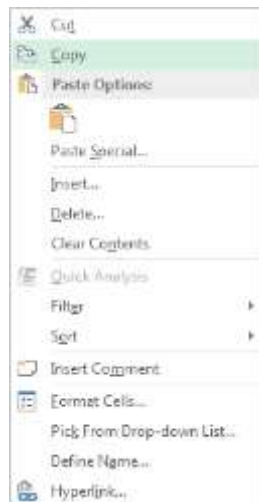 Cut
Copy
Paste Options:
Paste Special...
Insert...
Delete...
Clear Contents
Quick Analysis
Filter
Sort
Insert Comment
Format Cells...
Pick From Drop-down List...
Define Name...
Hyperlink...